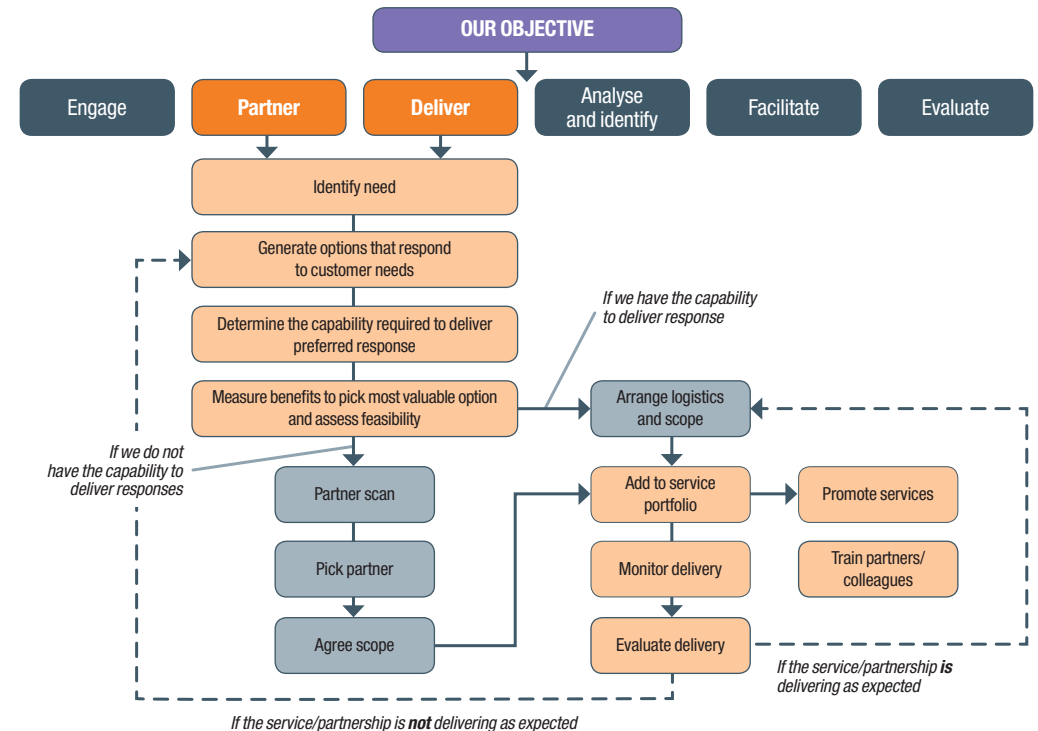 OUR OBJECTIVE
Engage
Partner
Deliver
Analyse
and identify
Facilitate
Evaluate
Identify need
Generate options that respond
to customer needs
Determine the capability required to deliver
preferred response
If we have the capability
to deliver response
Measure benefits to pick most valuable option
and assess feasibility
Arrange logistics
and scope
If we do not
have the capability to
deliver responses
Partner scan
Add to service
portfolio
Promote services
Pick partner
Monitor delivery
Train partners/
colleagues
Agree scope
Evaluate delivery
If the service/partnership is
delivering as expected
If the service/partnership is not delivering as expected